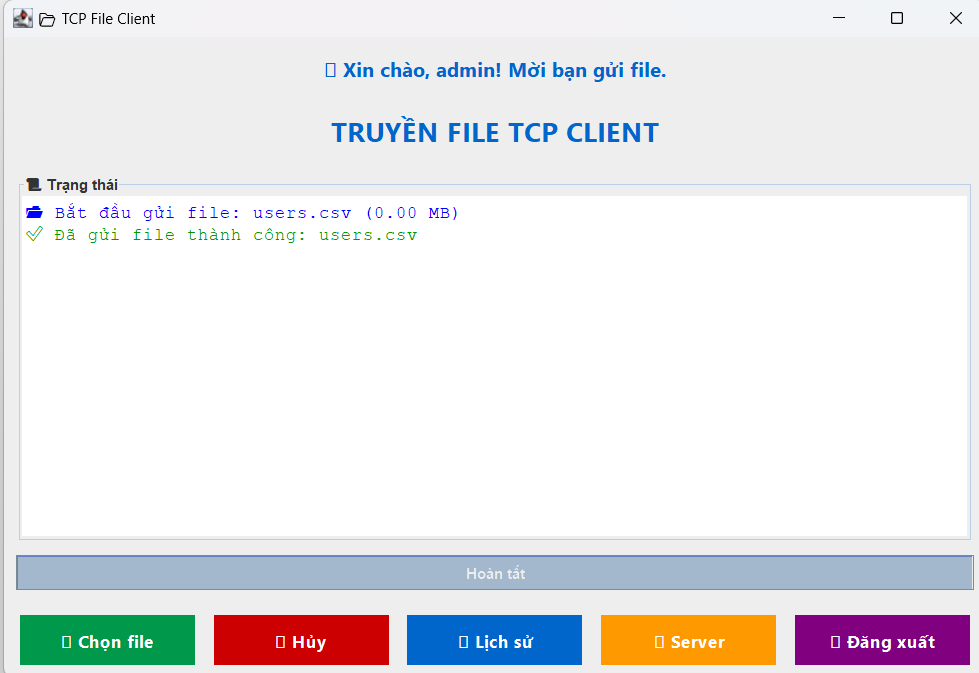 TCP File Client
Xin chào, admin! Mời bạn gửi file.
TRUYỀN FILE TCP CLIENT
Trạng thái
Bắt đầu gửi file: users.csv (0.00 MB)
Đã gửi file thành công: users.csv
Hoàn tất
Chọn file
Hủy
Lịch sử
Server
Đăng xuất